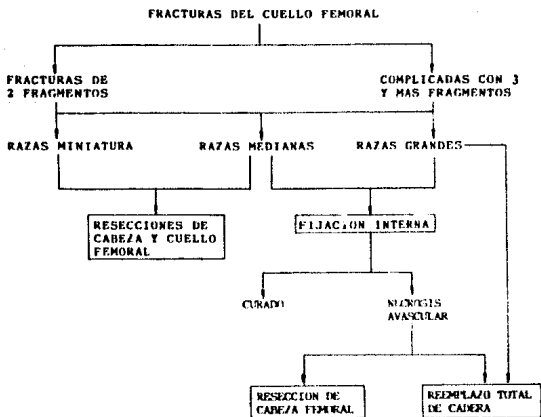 FRACTURAS DEL CUELLO FEMORAL
FRACTURAS DE
2 FRAGMENTOS
COMPLICADAS CON 3
Y MAS FRAGMENTOS
RAZAS MINIATURA
RAZAS MEDIANAS
RAZAS GRANDES
RESECCIONES DE
CABEZA Y CUELLO
FEMORAL
FIJACION INTERNA
CURADO
NECROSIS
AVASCULAR
RESECCION DE
CABEZA FEMORAL
REEMPLAZO TOTAL
DE CADERA